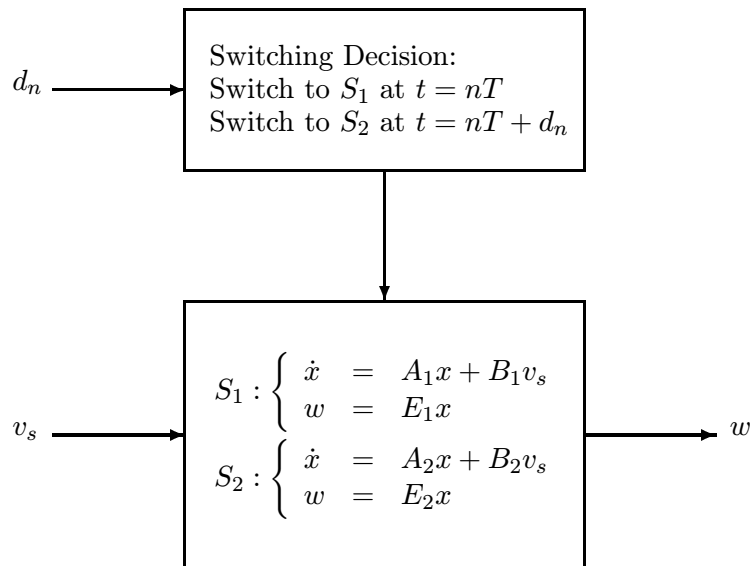 Switching Decision:
Switch to S₁ at t = nT
dₙ
Switch to S₂ at t = nT + dₙ
S₁ : { ẋ = A₁x + B₁vₛ
w = E₁x
vₛ
w
S₂ : { ẋ = A₂x + B₂vₛ
w = E₂x